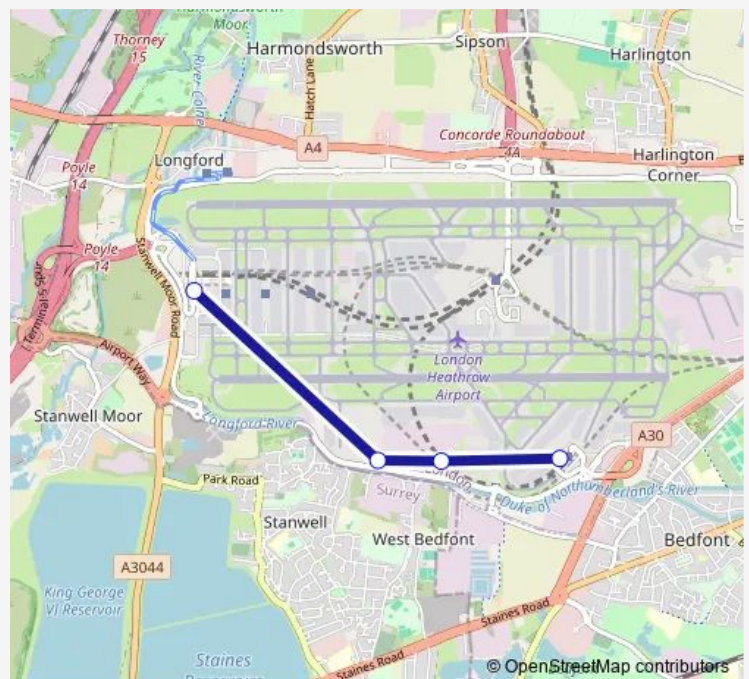 Harmondsworth
Moor
Thorney
15
Harmondsworth
Sipson
Harlington
River Colne
Hatch Lane
A4
Concorde Roundabout
4A
Longford
Harlington
Corner
Poyle
14
Poyle
14
Stanwell Moor Road
Airport Way
London
Heathrow
Airport
Stanwell Moor
Longford River
A30
Park Road
London
Surrey
Duke of Northumberland's River
Stanwell
West Bedfont
Bedfont
A3044
King George
VI Reservoir
Staines Road
Staines
Reservoirs
Staines Road
© OpenStreetMap contributors